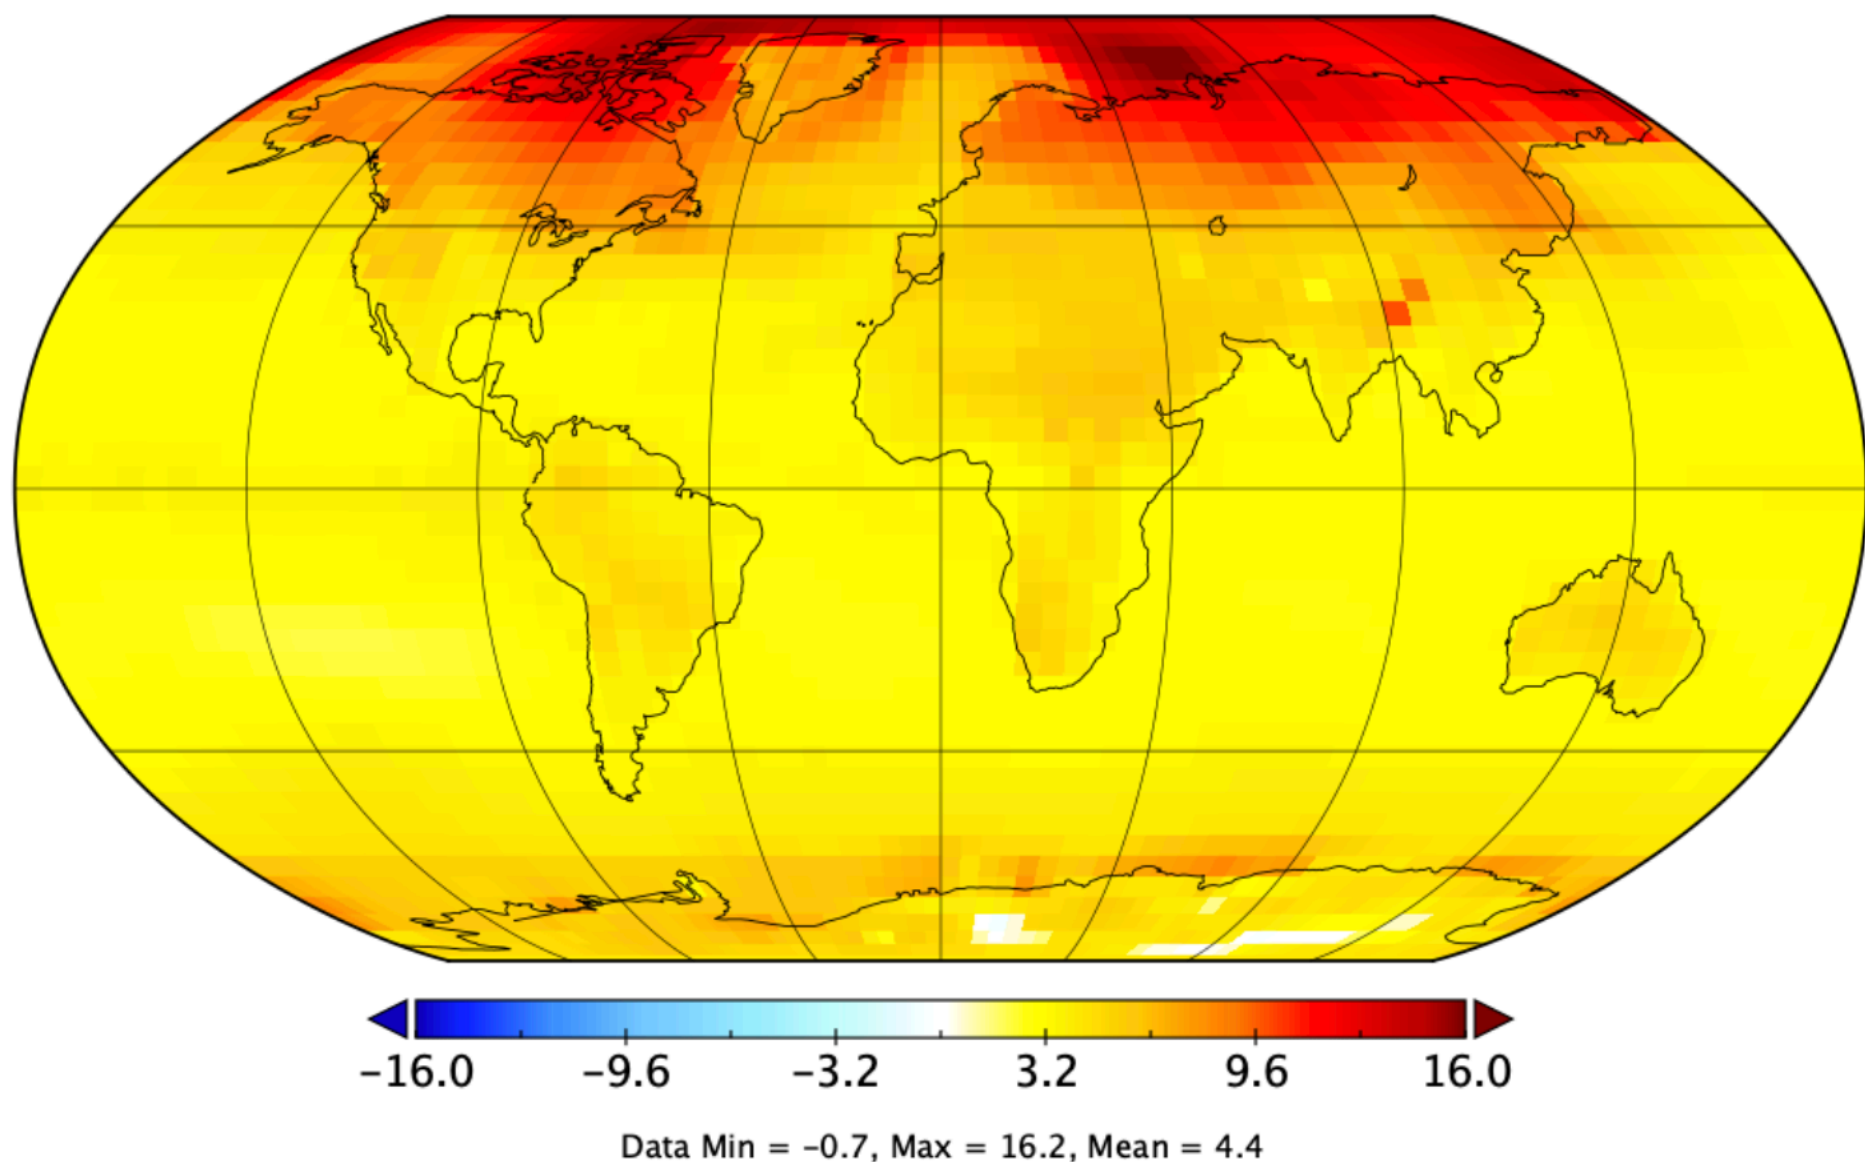 −16.0 −9.6 −3.2 3.2 9.6 16.0
Data Min = −0.7, Max = 16.2, Mean = 4.4